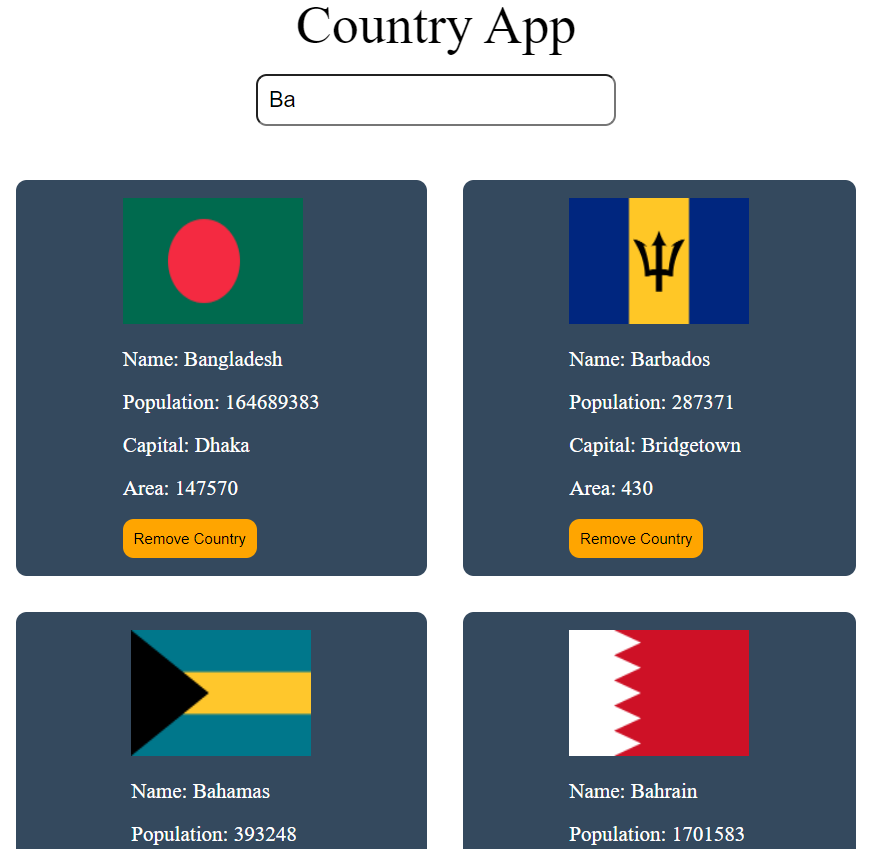 Country App
Ba
Name: Bangladesh
Population: 164689383
Capital: Dhaka
Area: 147570
Remove Country
Name: Barbados
Population: 287371
Capital: Bridgetown
Area: 430
Remove Country
Name: Bahamas
Population: 393248
Name: Bahrain
Population: 1701583